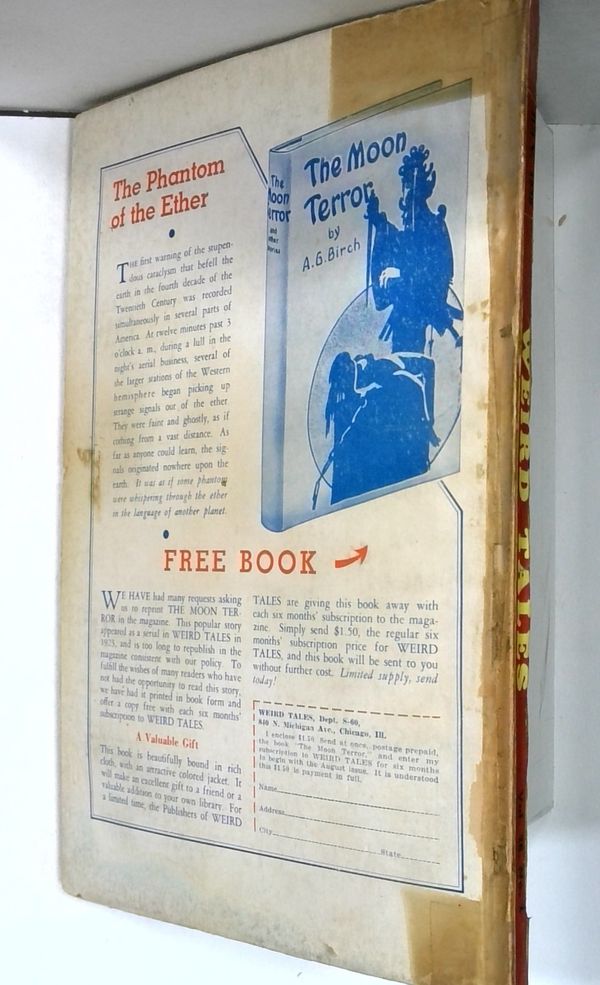 The Phantom
of the Ether
THE first warning of the stupen-
dous cataclysm that befell the
earth in the fourth decade of the
Twentieth Century was recorded
simultaneously in several parts of
America. At twelve minutes past 3
o'clock a. m., during a lull in the
night's aerial business, several of
the larger stations of the Western
hemisphere began picking up
strange signals out of the ether.
They were faint and ghostly, as if
coming from a vast distance. As
far as anyone could learn, the sig-
nals originated nowhere upon the
earth. It was as if some phantom
were whispering through the ether
in the language of another planet.
The
Moon
Terror
and
other
Stories
The Moon
Terror
by
A.G. Birch
FREE BOOK
WE HAVE had many requests asking
us to reprint THE MOON TER-
ROR in the magazine. This popular story
appeared as a serial in WEIRD TALES in
1923, and is too long to republish in the
magazine consistent with our policy. To
fulfill the wishes of many readers who have
not had the opportunity to read this story,
we have had it printed in book form and
offer a copy free with each six months'
subscription to WEIRD TALES.
A Valuable Gift
This book is beautifully bound in rich
cloth, with an attractive colored jacket. It
will make an excellent gift to a friend or a
valuable addition to your own library. For
a limited time, the Publishers of WEIRD
TALES are giving this book away with
each six months' subscription to the maga-
zine. Simply send $1.50, the regular six
months' subscription price for WEIRD
TALES, and this book will be sent to you
without further cost. Limited supply, send
today!
WEIRD TALES, Dept. S-60,
840 N. Michigan Ave., Chicago, Ill.
I enclose $1.50. Send at once, postage prepaid,
the book "The Moon Terror," and enter my
subscription to WEIRD TALES for six months
to begin with the August issue. It is understood
this $1.50 is payment in full.
Name
Address
City
State
WEIRD TALES